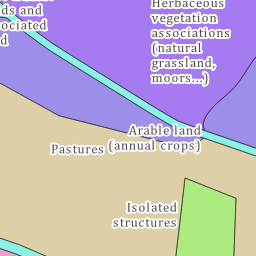 Herbaceous
vegetation
associations
(natural
grassland,
moors...)
ds and
ociated
d
Arable land
(annual crops)
Pastures
Isolated
structures